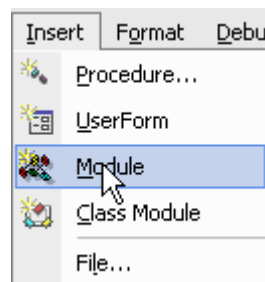 Insert Format Debu
Procedure...
UserForm
Module
Class Module
File...